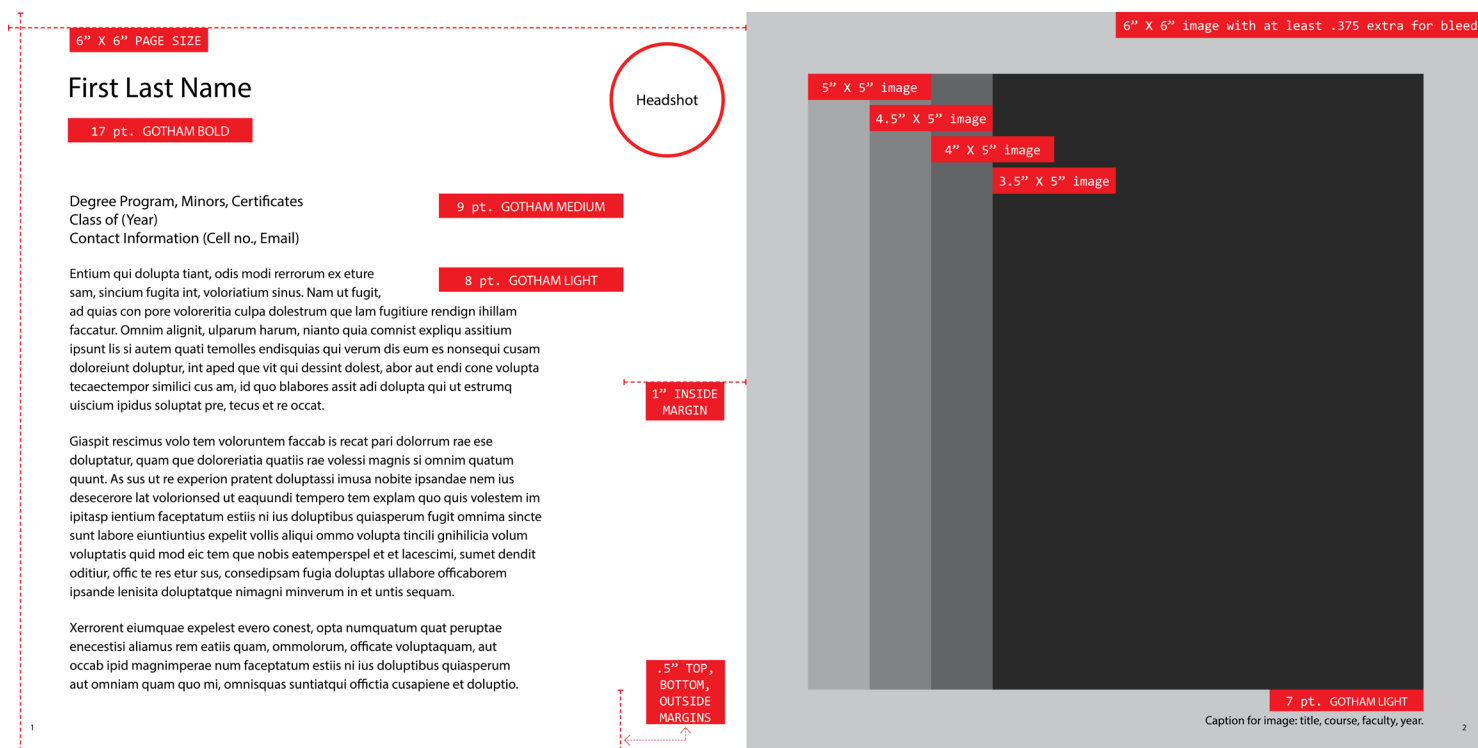 6” X 6” PAGE SIZE
First Last Name
17 pt. GOTHAM BOLD
Headshot
Degree Program, Minors, Certificates
Class of (Year)
Contact Information (Cell no., Email)
9 pt. GOTHAM MEDIUM
8 pt. GOTHAM LIGHT
Entium qui dolupta tiant, odis modi rerrorum ex eture
sam, sincium fugita int, voloriatium sinus. Nam ut fugit,
ad quias con pore voloreritia culpa dolestrum que lam fugitiure rendign ihillam
faccatur. Omnim alignit, ulparum harum, nianto quia comnist expliqu assitium
ipsunt lis si autem quati temolles endisquias qui verum dis eum es nonsequi cusam
doloreiunt doluptur, int aped que vit qui dessint dolest, abor aut endi cone volupta
tecaectempor similici cus am, id quo blabores assit adi dolupta qui ut estrumq
uiscium ipidus soluptat pre, tecus et re occat.
1” INSIDE
MARGIN
Giaspit rescimus volo tem voloruntem faccab is recat pari dolorrum rae ese
doluptatur, quam que doloreriatia quatiis rae volessi magnis si omnim quatum
quunt. As sus ut re experion pratent doluptassi imusa nobite ipsandae nem ius
desecerore lat volorionsed ut eaquundi tempero tem explam quo quis volestem im
ipitasp ientium faceptatum estiis ni ius doluptibus quiasperum fugit omnima sincte
sunt labore eiuntiuntius expelit vollis aliqui ommo volupta tincili gnihilicia volum
voluptatis quid mod eic tem que nobis eatemperspel et et lacescimi, sumet dendit
oditiur, offic te res etur sus, consedipsam fugia doluptas ullabore officaborem
ipsande lenisita doluptatque nimagni minverum in et untis sequam.
Xerrorent eiumquae expelest evero conest, opta numquatum quat peruptae
enecestisi aliamus rem eatiis quam, ommolorum, officate voluptaquam, aut
occab ipid magnimperae num faceptatum estiis ni ius doluptibus quiasperum
aut omniam quam quo mi, omnisquas suntiatqui offictia cusapiene et doluptio.
.5” TOP,
BOTTOM,
OUTSIDE
MARGINS
1
6” X 6” image with at least .375 extra for bleed
5” X 5” image
4.5” X 5” image
4” X 5” image
3.5” X 5” image
7 pt. GOTHAM LIGHT
Caption for image: title, course, faculty, year.
2